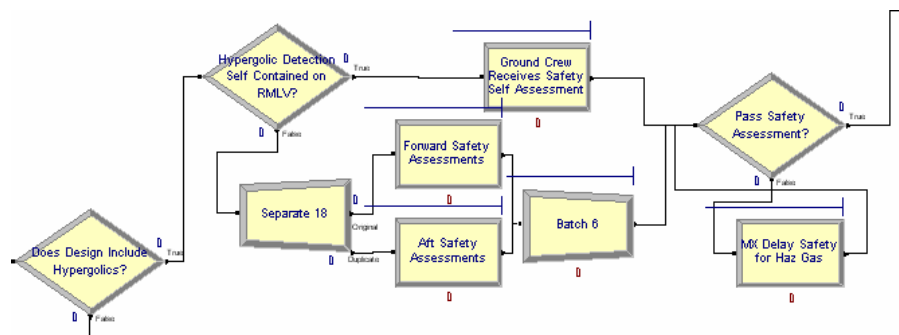 Hypergolic Detection
Self Contained on
RMLV?
True
False
Ground Crew
Receives Safety
Self Assessment
Pass Safety
Assessment?
True
False
Forward Safety
Assessments
Separate 18
Original
Duplicate
Batch 6
Aft Safety
Assessments
MX Delay Safety
for Haz Gas
Does Design Include
Hypergolics?
True
False